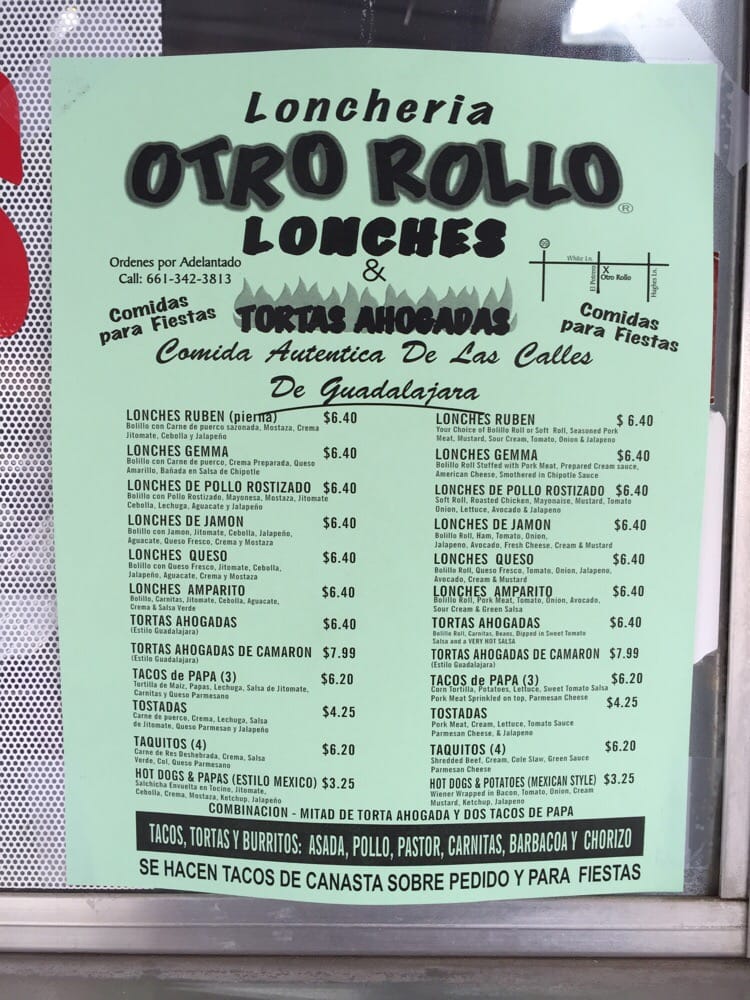 Loncheria
OTRO ROLLO®
LONCHES
&
TORTAS AHOGADAS
Ordenes por Adelantado
Call: 661-342-3813
Comidas
para Fiestas
99
White Ln.
El Potrero
X
Otro Rollo
Hughes Ln.
Comidas
para Fiestas
Comida Autentica De Las Calles
De Guadalajara
LONCHES RUBEN (pierna) $6.40
Bolillo con Carne de puerco sazonada, Mostaza, Crema
Jitomate, Cebolla y Jalapeño
LONCHES GEMMA $6.40
Bolillo con Carne de puerco, Crema Preparada, Queso
Amarillo, Bañada en Salsa de Chipotle
LONCHES DE POLLO ROSTIZADO $6.40
Bolillo con Pollo Rostizado, Mayonesa, Mostaza, Jitomate
Cebolla, Lechuga, Aguacate y Jalapeño
LONCHES DE JAMON $6.40
Bolillo con Jamon, Jitomate, Cebolla, Jalapeño,
Aguacate, Queso Fresco, Crema y Mostaza
LONCHES QUESO $6.40
Bolillo con Queso Fresco, Jitomate, Cebolla,
Jalapeño, Aguacate, Crema y Mostaza
LONCHES AMPARITO $6.40
Bolillo, Carnitas, Jitomate, Cebolla, Aguacate,
Crema & Salsa Verde
TORTAS AHOGADAS $6.40
(Estilo Guadalajara)
TORTAS AHOGADAS DE CAMARON $7.99
(Estilo Guadalajara)
TACOS de PAPA (3) $6.20
Tortilla de Maiz, Papas, Lechuga, Salsa de Jitomate,
Carnitas y Queso Parmesano
TOSTADAS $4.25
Carne de puerco, Crema, Lechuga, Salsa
de Jitomate, Queso Parmesan y Jalapeño
TAQUITOS (4) $6.20
Carne de Res Deshebrada, Crema, Salsa
Verde, Col, Queso Parmesano
HOT DOGS & PAPAS (ESTILO MEXICO) $3.25
Salchicha Envuelta en Tocino, Jitomate,
Cebolla, Crema, Mostaza, Ketchup, Jalapeño
LONCHES RUBEN $ 6.40
Your Choice of Bolillo Roll or Soft Roll, Seasoned Pork
Meat, Mustard, Sour Cream, Tomato, Onion & Jalapeno
LONCHES GEMMA $6.40
Bolillo Roll Stuffed with Pork Meat, Prepared Cream sauce,
American Cheese, Smothered in Chipotle Sauce
LONCHES DE POLLO ROSTIZADO $6.40
Soft Roll, Roasted Chicken, Mayonaise, Mustard, Tomato
Onion, Lettuce, Avocado & Jalapeno
LONCHES DE JAMON $6.40
Bolillo Roll, Ham, Tomato, Onion,
Jalapeno, Avocado, Fresh Cheese, Cream & Mustard
LONCHES QUESO $6.40
Bolillo Roll, Queso Fresco, Tomato, Onion, Jalapeno,
Avocado, Cream & Mustard
LONCHES AMPARITO $6.40
Bolillo Roll, Pork Meat, Tomato, Onion, Avocado,
Sour Cream & Green Salsa
TORTAS AHOGADAS $6.40
Bolillo Roll, Carnitas, Beans, Dipped in Sweet Tomato
Salsa and a VERY HOT SALSA
TORTAS AHOGADAS DE CAMARON $7.99
(Estilo Guadalajara)
TACOS de PAPA (3) $6.20
Corn Tortilla, Potatoes, Lettuce, Sweet Tomato Salsa
Pork Meat Sprinkled on top, Parmesan Cheese
TOSTADAS $4.25
Pork Meat, Cream, Lettuce, Tomato Sauce
Parmesan Cheese, & Jalapeno
TAQUITOS (4) $6.20
Shredded Beef, Cream, Cole Slaw, Green Sauce
Parmesan Cheese
HOT DOGS & POTATOES (MEXICAN STYLE) $3.25
Wiener Wrapped in Bacon, Tomato, Onion, Cream
Mustard, Ketchup, Jalapeno
COMBINACION - MITAD DE TORTA AHOGADA Y DOS TACOS DE PAPA
TACOS, TORTAS Y BURRITOS: ASADA, POLLO, PASTOR, CARNITAS, BARBACOA Y CHORIZO
SE HACEN TACOS DE CANASTA SOBRE PEDIDO Y PARA FIESTAS